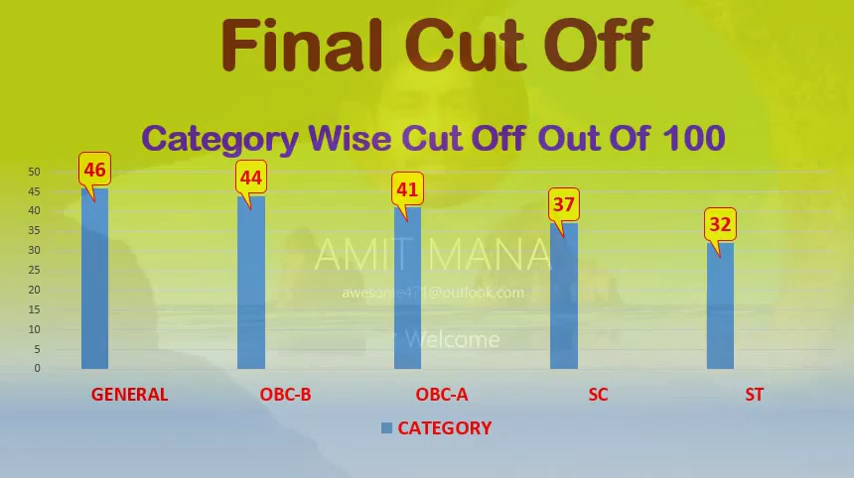 Final Cut Off
Category Wise Cut Off Out Of 100
50
45
40
35
30
25
20
15
10
5
0
46
44
41
37
32
AMIT MANA
awesome471@outlook.com
Welcome
GENERAL OBC-B OBC-A SC ST
CATEGORY